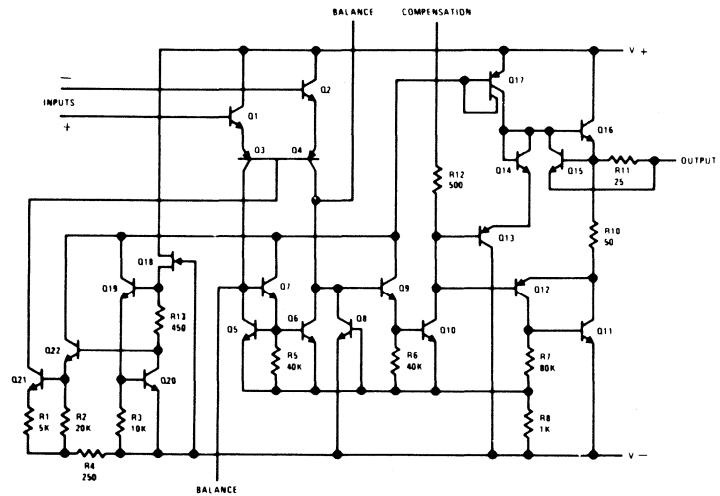 BALANCE COMPENSATION
V +
− Q2 Q17
INPUTS Q1 Q16
+
Q3 Q4 Q14 Q15 R11 OUTPUT
25
R12
500
Q13 R10
50
Q18
Q19 Q7 Q9 Q12
R13
450
Q5 Q6 Q8 Q10 Q11
Q22
R5
40K
R6
40K
R7
80K
Q21 Q20
R1
5K
R2
20K
R3
10K
R8
1K
R4
250
V −
BALANCE